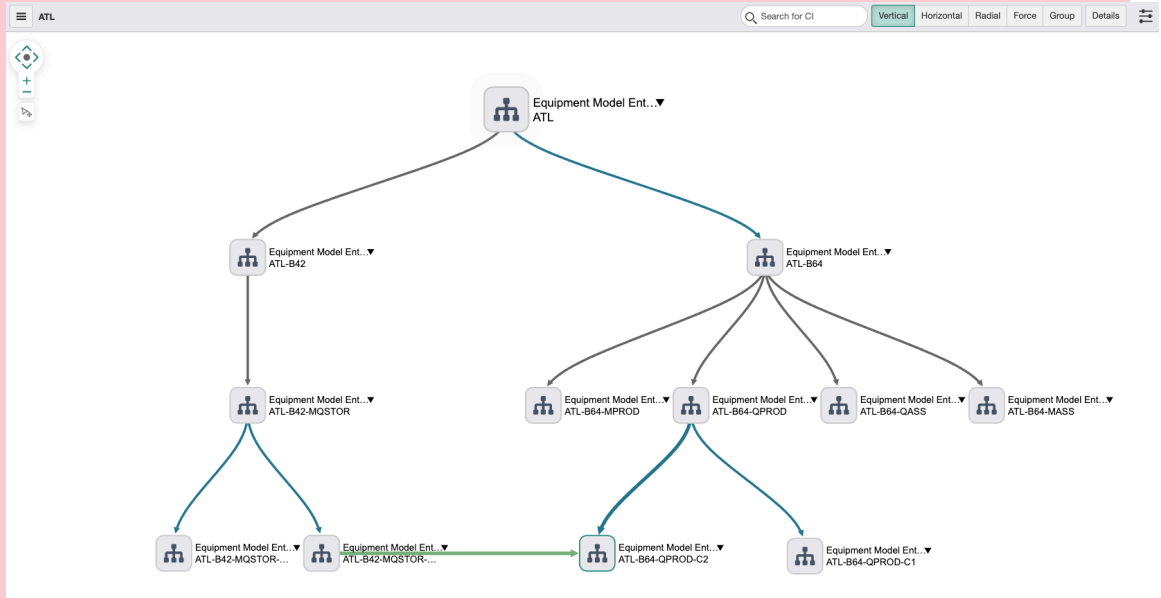 ATL
Search for CI
Vertical Horizontal Radial Force Group Details
Equipment Model Ent...
ATL
Equipment Model Ent...
ATL-B42
Equipment Model Ent...
ATL-B64
Equipment Model Ent...
ATL-B42-MQSTOR
Equipment Model Ent...
ATL-B64-MPROD
Equipment Model Ent...
ATL-B64-QPROD
Equipment Model Ent...
ATL-B64-QASS
Equipment Model Ent...
ATL-B64-MASS
Equipment Model Ent...
ATL-B42-MQSTOR-...
Equipment Model Ent...
ATL-B42-MQSTOR-...
Equipment Model Ent...
ATL-B64-QPROD-C2
Equipment Model Ent...
ATL-B64-QPROD-C1